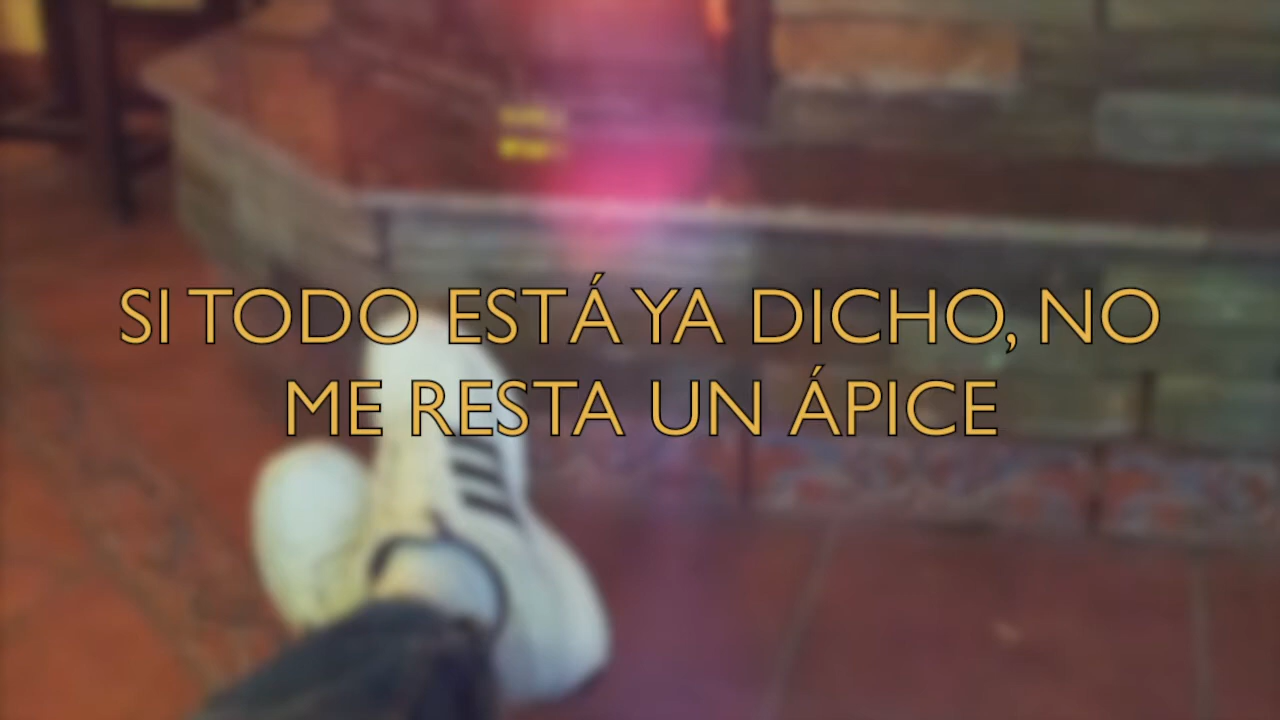 SI TODO ESTÁ YA DICHO, NO
ME RESTA UN ÁPICE